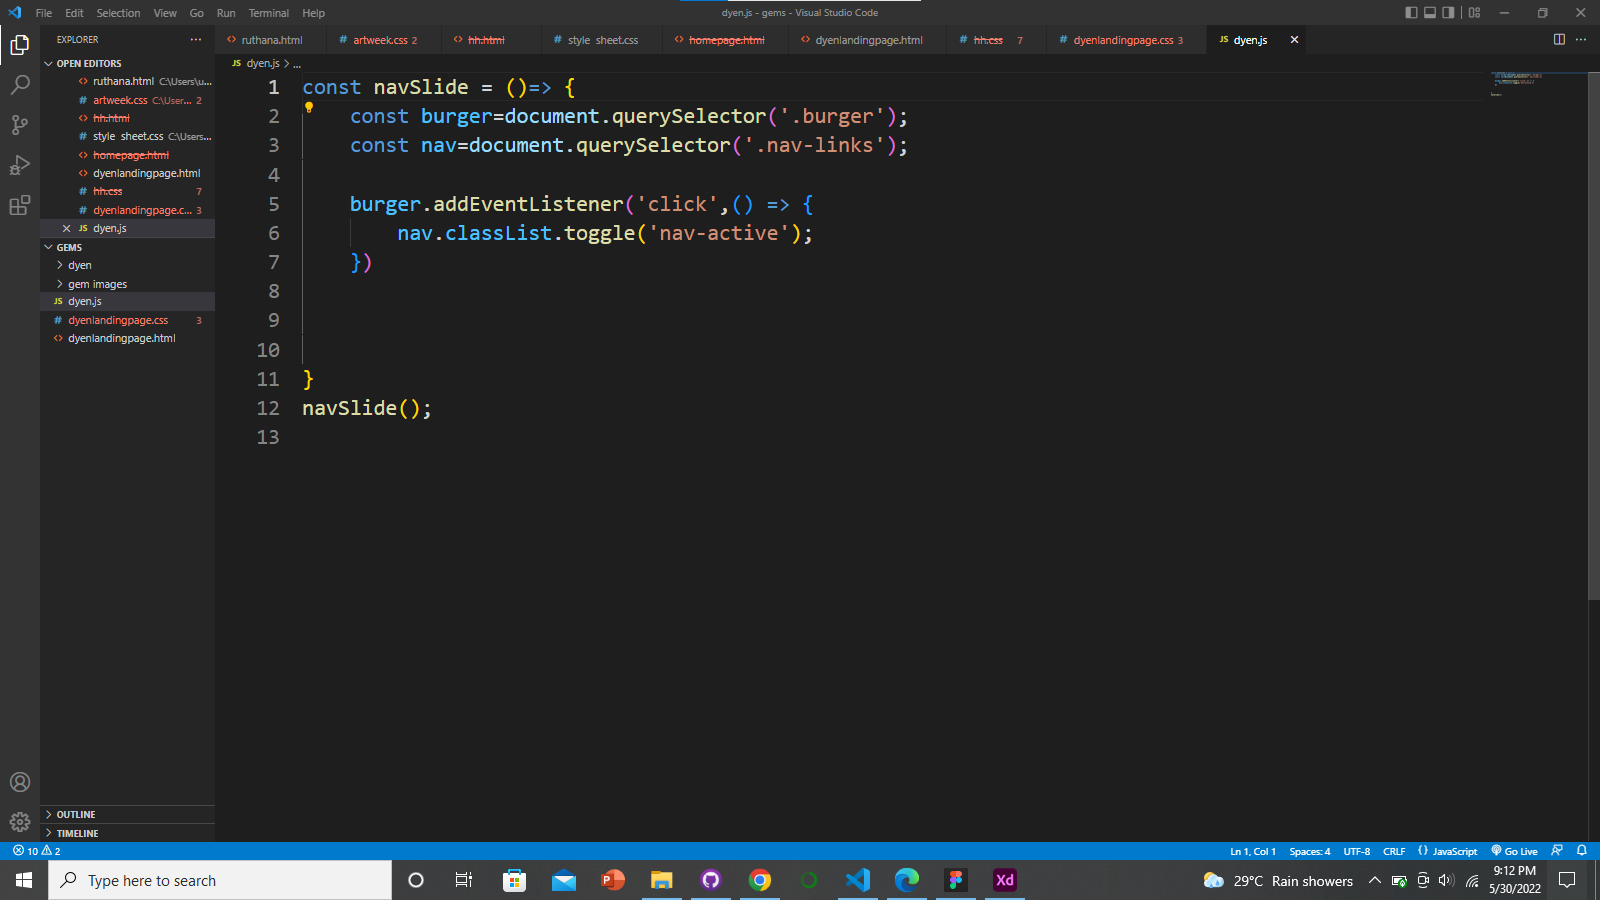 File Edit Selection View Go Run Terminal Help
dyen.js - gems - Visual Studio Code
EXPLORER
ruthana.html
artweek.css 2
hh.html
style sheet.css
homepage.html
dyenlandingpage.html
hh.css 7
dyenlandingpage.css 3
JS dyen.js
OPEN EDITORS
ruthana.html C:\Users\u...
artweek.css C:\User... 2
hh.html
style sheet.css C:\Users...
homepage.html
dyenlandingpage.html
hh.css 7
dyenlandingpage.c... 3
JS dyen.js
GEMS
dyen
gem images
JS dyen.js
dyenlandingpage.css 3
dyenlandingpage.html
OUTLINE
TIMELINE
JS dyen.js > ...
1 const navSlide = ()=> {
2 const burger=document.querySelector('.burger');
3 const nav=document.querySelector('.nav-links');
4
5 burger.addEventListener('click',() => {
6 nav.classList.toggle('nav-active');
7 })
8
9
10
11 }
12 navSlide();
13
10 2
Ln 1, Col 1 Spaces: 4 UTF-8 CRLF {} JavaScript Go Live
Type here to search
P
Xd
29°C Rain showers
9:12 PM
5/30/2022